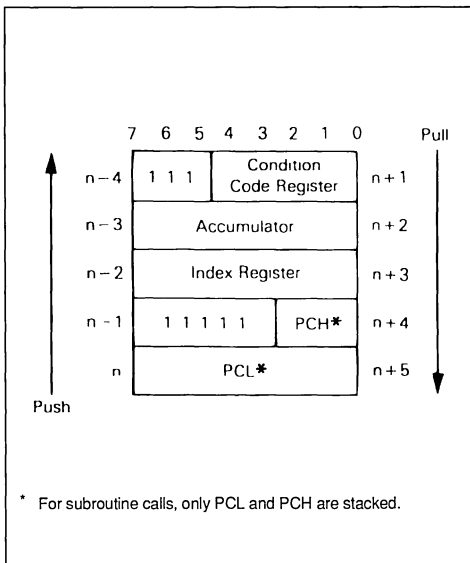 7 6 5 4 3 2 1 0 Pull
n-4 1 1 1 Condition Code Register n+1
n-3 Accumulator n+2
n-2 Index Register n+3
n-1 1 1 1 1 1 PCH* n+4
n PCL* n+5
Push
* For subroutine calls, only PCL and PCH are stacked.